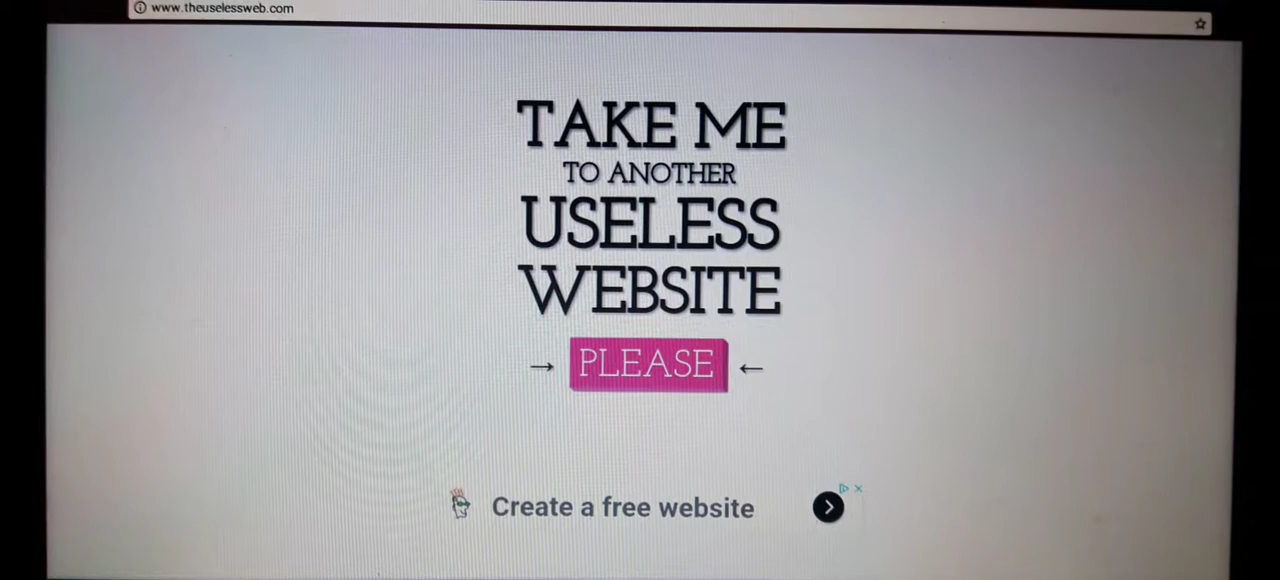 www.theuselessweb.com
TAKE ME
TO ANOTHER
USELESS
WEBSITE
→ PLEASE ←
Create a free website